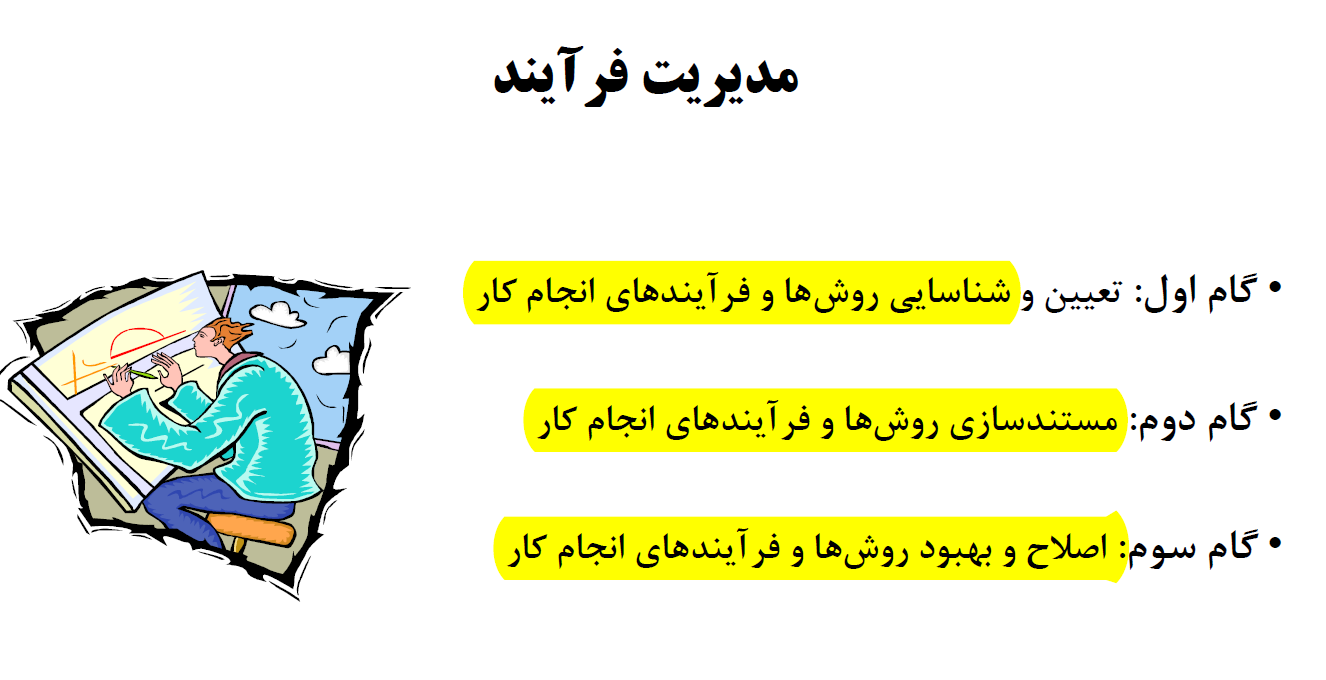 مدیریت فرآیند
• گام اول: تعیین و شناسایی روش‌ها و فرآیندهای انجام کار
• گام دوم: مستندسازی روش‌ها و فرآیندهای انجام کار
• گام سوم: اصلاح و بهبود روش‌ها و فرآیندهای انجام کار